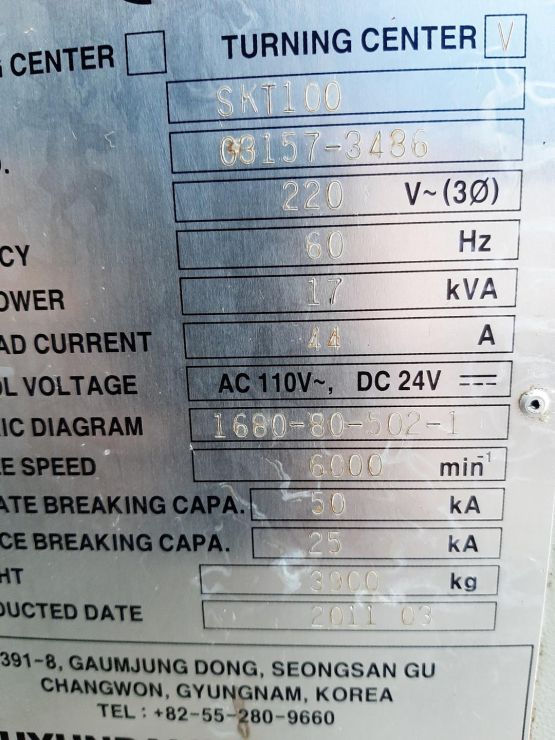 CENTER TURNING CENTER V
SKT100
03157-3486
220 V~(3Ø)
CY 60 Hz
OWER 17 kVA
AD CURRENT 44 A
OL VOLTAGE AC 110V~, DC 24V
RIC DIAGRAM 1680-80-502-1
E SPEED 6000 min⁻¹
ATE BREAKING CAPA. 50 kA
CE BREAKING CAPA. 25 kA
HT 3900 kg
DUCTED DATE 2011 03
391-8, GAUMJUNG DONG, SEONGSAN GU
CHANGWON, GYUNGNAM, KOREA
TEL : +82-55-280-9660